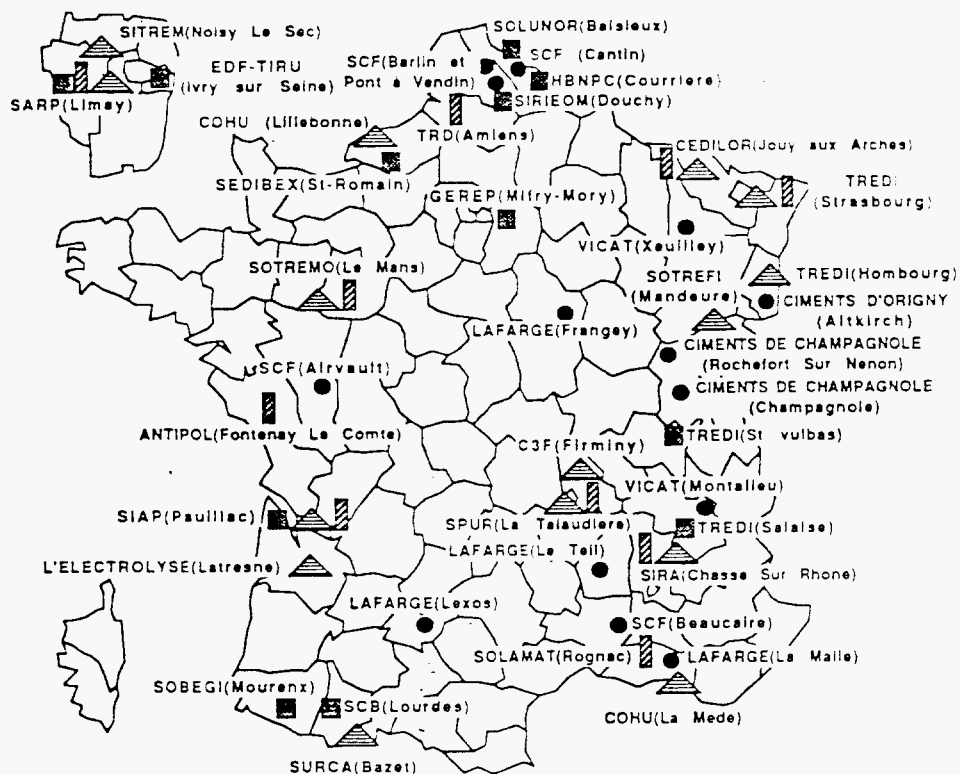 SITREM(Noisy Le Sec)
EDF-TIRU
(Ivry sur Seine)
SARP(Limay)
SOLUNOR(Baisieux)
SCF (Cantin)
SCF(Barlin et
Pont à Vendin)
HBNPC(Courriere)
SIRIEOM(Douchy)
COHU (Lillebonne)
TRD(Amiens)
SEDIBEX(St-Romain)
GEREP(Mitry-Mory)
CEDILOR(Jouy aux Arches)
TREDI
(Strasbourg)
VICAT(Xeuilley)
SOTREMO(Le Mans)
SOTREFI
(Mandeure)
TREDI(Hombourg)
CIMENTS D'ORIGNY
(Altkirch)
LAFARGE(Frangey)
CIMENTS DE CHAMPAGNOLE
(Rochefort Sur Nenon)
SCF(Airvault)
CIMENTS DE CHAMPAGNOLE
(Champagnole)
ANTIPOL(Fontenay Le Comte)
C3F(Firminy)
TREDI(St vulbas)
VICAT(Montalieu)
SIAP(Pauillac)
SPUR(La Talaudiere)
TREDI(Salaise)
LAFARGE(Le Teil)
L'ELECTROLYSE(Latresne)
SIRA(Chasse Sur Rhone)
LAFARGE(Lexos)
SCF(Beaucaire)
SOLAMAT(Rognac)
LAFARGE(La Malle)
SOBEGI(Mourenx)
SCB(Lourdes)
COHU(La Mede)
SURCA(Bazet)